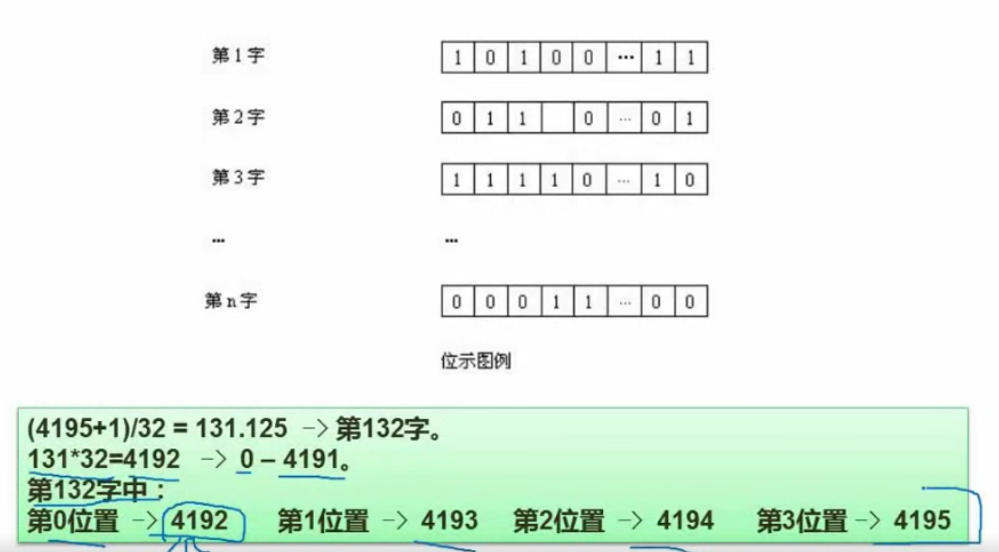 第1字 1 0 1 0 0 … 1 1
第2字 0 1 1 0 … 0 1
第3字 1 1 1 1 0 … 1 0
… …
第n字 0 0 0 1 1 … 0 0
位示图例
(4195+1)/32 = 131.125 -> 第132字。
131*32=4192 -> 0 – 4191。
第132字中：
第0位置 -> 4192 第1位置 -> 4193 第2位置 -> 4194 第3位置 -> 4195